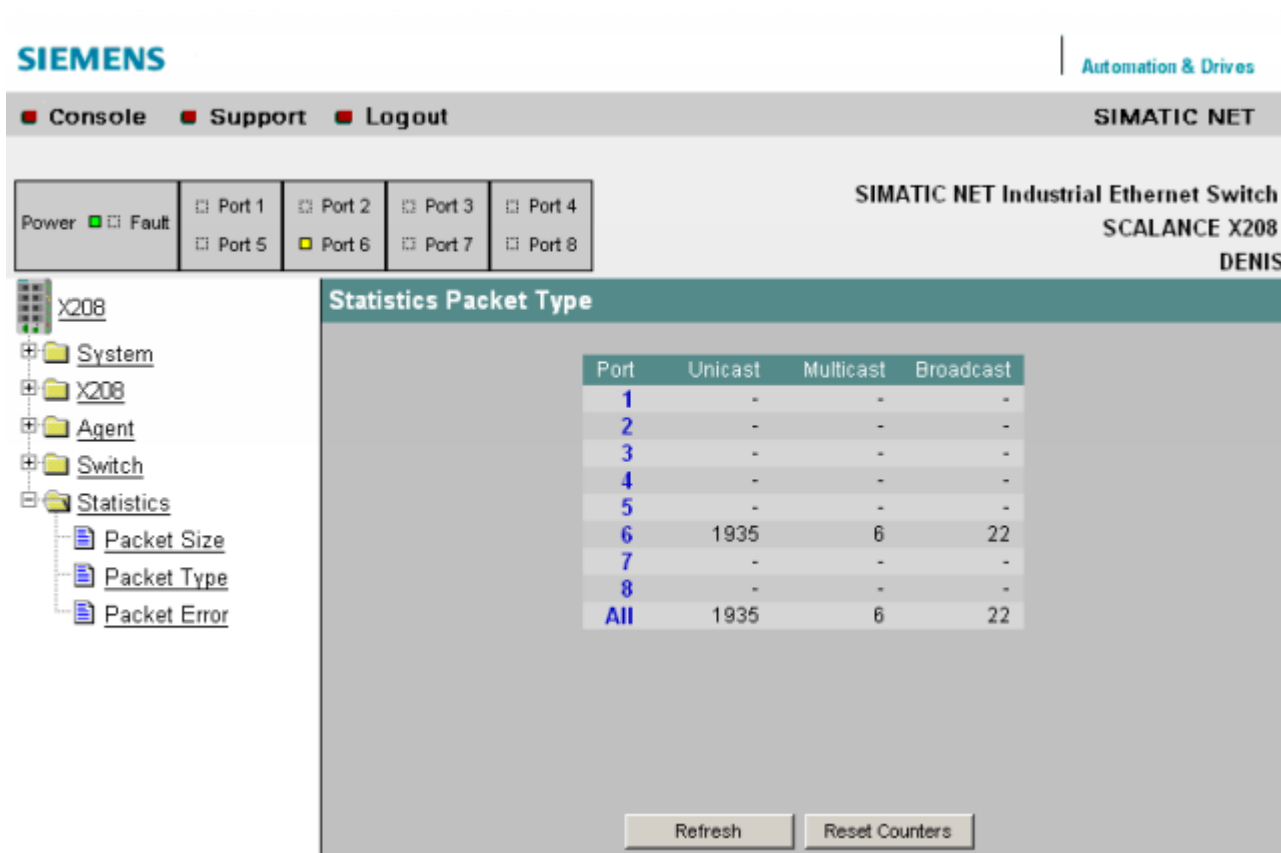 SIEMENS
Automation & Drives
Console Support Logout SIMATIC NET
Power Fault Port 1 Port 2 Port 3 Port 4
Port 5 Port 6 Port 7 Port 8
SIMATIC NET Industrial Ethernet Switch
SCALANCE X208
DENIS
X208
System
X208
Agent
Switch
Statistics
Packet Size
Packet Type
Packet Error
Statistics Packet Type
Port Unicast Multicast Broadcast
1 - - -
2 - - -
3 - - -
4 - - -
5 - - -
6 1935 6 22
7 - - -
8 - - -
All 1935 6 22
Refresh Reset Counters